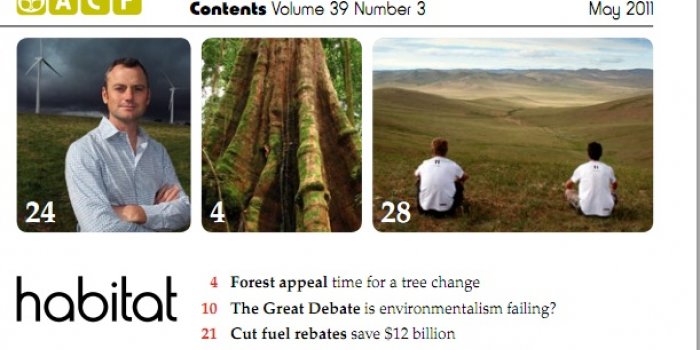 ACF
Contents Volume 39 Number 3 May 2011
24
4
28
habitat
4 Forest appeal time for a tree change
10 The Great Debate is environmentalism failing?
21 Cut fuel rebates save $12 billion